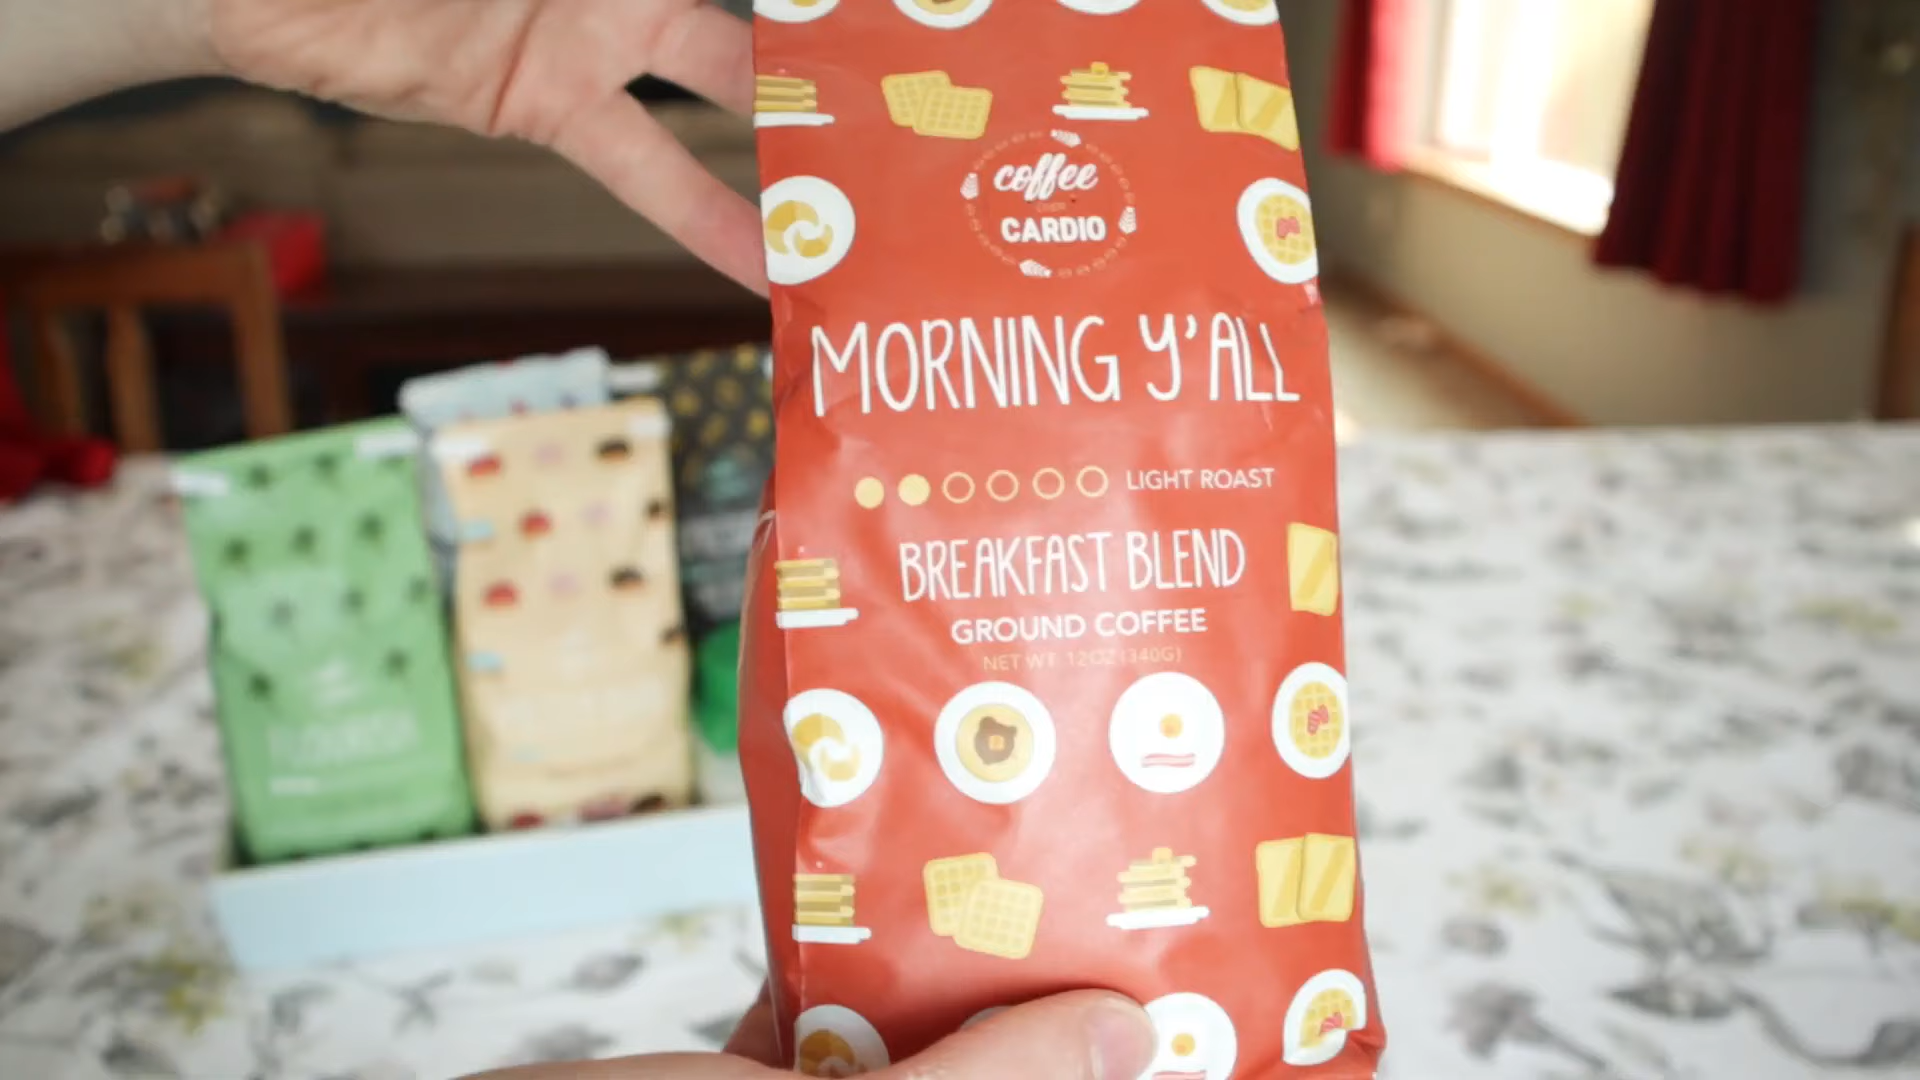 coffee
CARDIO
MORNING Y'ALL
LIGHT ROAST
BREAKFAST BLEND
GROUND COFFEE
NET WT. 12OZ (340G)